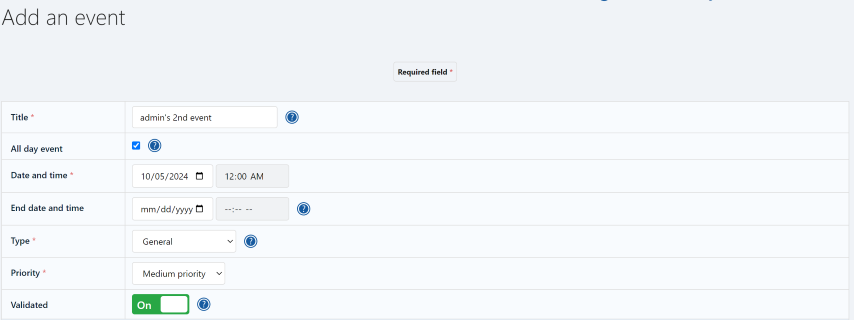 Add an event
Required field *
Title * admin's 2nd event ?
All day event ?
Date and time * 10/05/2024 12:00 AM
End date and time mm/dd/yyyy --:-- -- ?
Type * General ?
Priority * Medium priority
Validated On ?